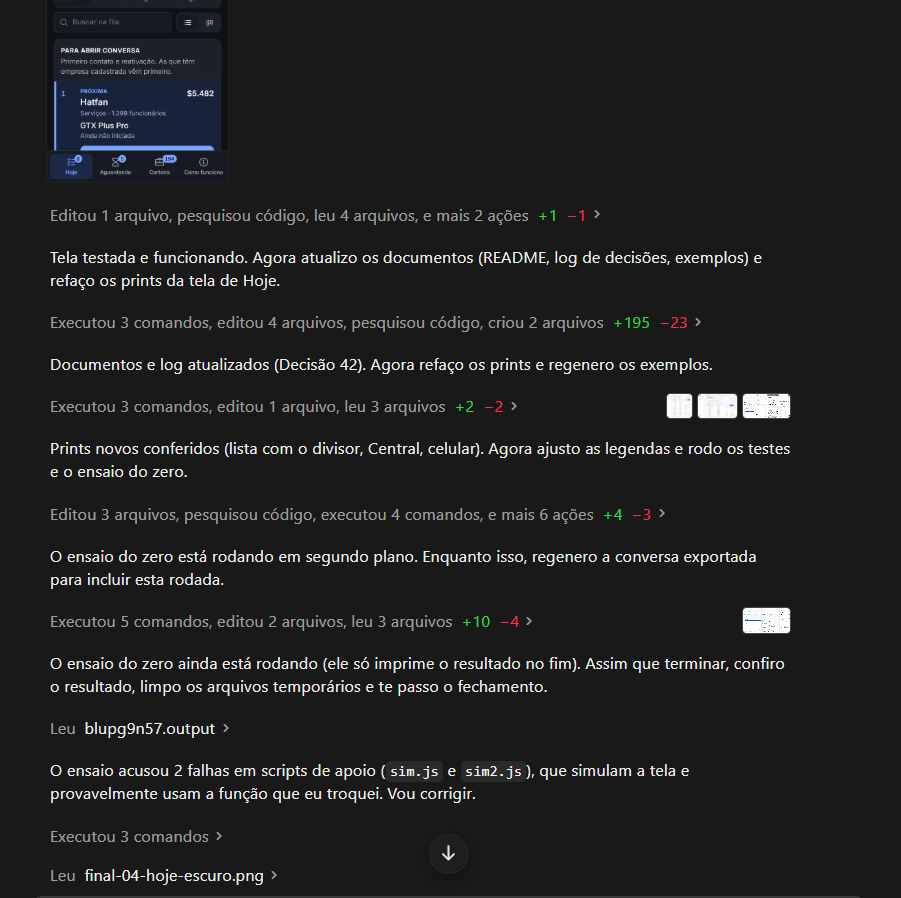 Buscar na fila
PARA ABRIR CONVERSA
Primeiro contato e reativação. As que têm
empresa cadastrada vêm primeiro.
1 PRÓXIMA $5.482
Hatfan
Serviços · 1.299 funcionários
GTX Plus Pro
Ainda não iniciada
Hoje Aguardando 194 Carteira Como funciona
Editou 1 arquivo, pesquisou código, leu 4 arquivos, e mais 2 ações +1 −1
Tela testada e funcionando. Agora atualizo os documentos (README, log de decisões, exemplos) e
refaço os prints da tela de Hoje.
Executou 3 comandos, editou 4 arquivos, pesquisou código, criou 2 arquivos +195 −23
Documentos e log atualizados (Decisão 42). Agora refaço os prints e regenero os exemplos.
Executou 3 comandos, editou 1 arquivo, leu 3 arquivos +2 −2
Prints novos conferidos (lista com o divisor, Central, celular). Agora ajusto as legendas e rodo os testes
e o ensaio do zero.
Editou 3 arquivos, pesquisou código, executou 4 comandos, e mais 6 ações +4 −3
O ensaio do zero está rodando em segundo plano. Enquanto isso, regenero a conversa exportada
para incluir esta rodada.
Executou 5 comandos, editou 2 arquivos, leu 3 arquivos +10 −4
O ensaio do zero ainda está rodando (ele só imprime o resultado no fim). Assim que terminar, confiro
o resultado, limpo os arquivos temporários e te passo o fechamento.
Leu blupg9n57.output
O ensaio acusou 2 falhas em scripts de apoio (sim.js e sim2.js), que simulam a tela e
provavelmente usam a função que eu troquei. Vou corrigir.
Executou 3 comandos
Leu final-04-hoje-escuro.png